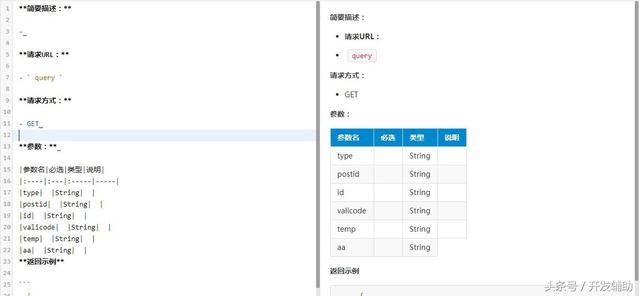 1 **简要描述：**
2
3 -_
4
5 **请求URL：**
6
7 - ` query `
8
9 **请求方式：**
10
11 - GET_
12
13 **参数：**_
14
15 |参数名|必选|类型|说明|
16 |:----|:---|:-----|-----|
17 |type| |String| |
18 |postid| |String| |
19 |id| |String| |
20 |valicode| |String| |
21 |temp| |String| |
22 |aa| |String| |
23 **返回示例**
24
25 ```
26 {
简要描述：
• 请求URL：
• query
请求方式：
• GET
参数：
参数名 必选 类型 说明
type String
postid String
id String
valicode String
temp String
aa String
返回示例
{
头条号 / 开发辅助